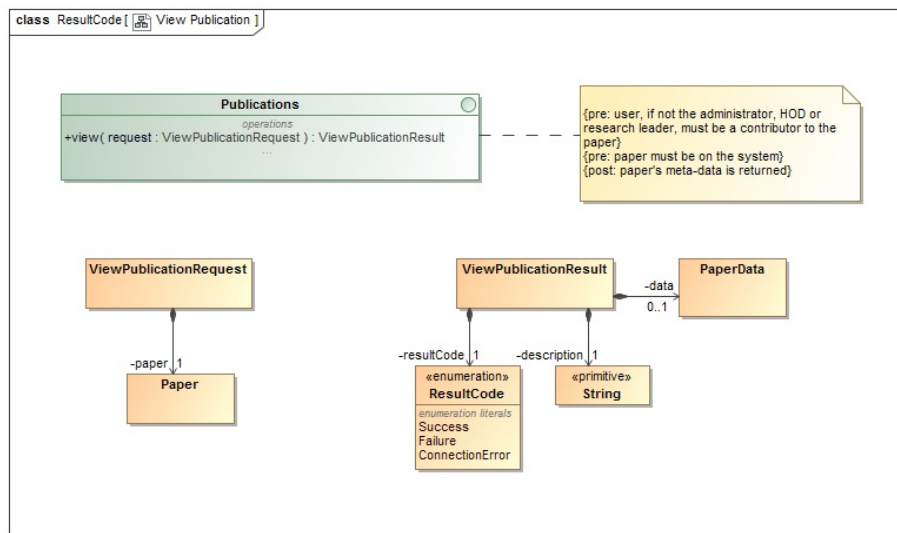 class ResultCode [ View Publication ]
Publications
operations
+view( request : ViewPublicationRequest ) : ViewPublicationResult
...
{pre: user, if not the administrator, HOD or
research leader, must be a contributor to the
paper}
{pre: paper must be on the system}
{post: paper's meta-data is returned}
ViewPublicationRequest
ViewPublicationResult
PaperData
-data
0..1
-paper 1
-resultCode 1
-description 1
Paper
«enumeration»
ResultCode
enumeration literals
Success
Failure
ConnectionError
«primitive»
String